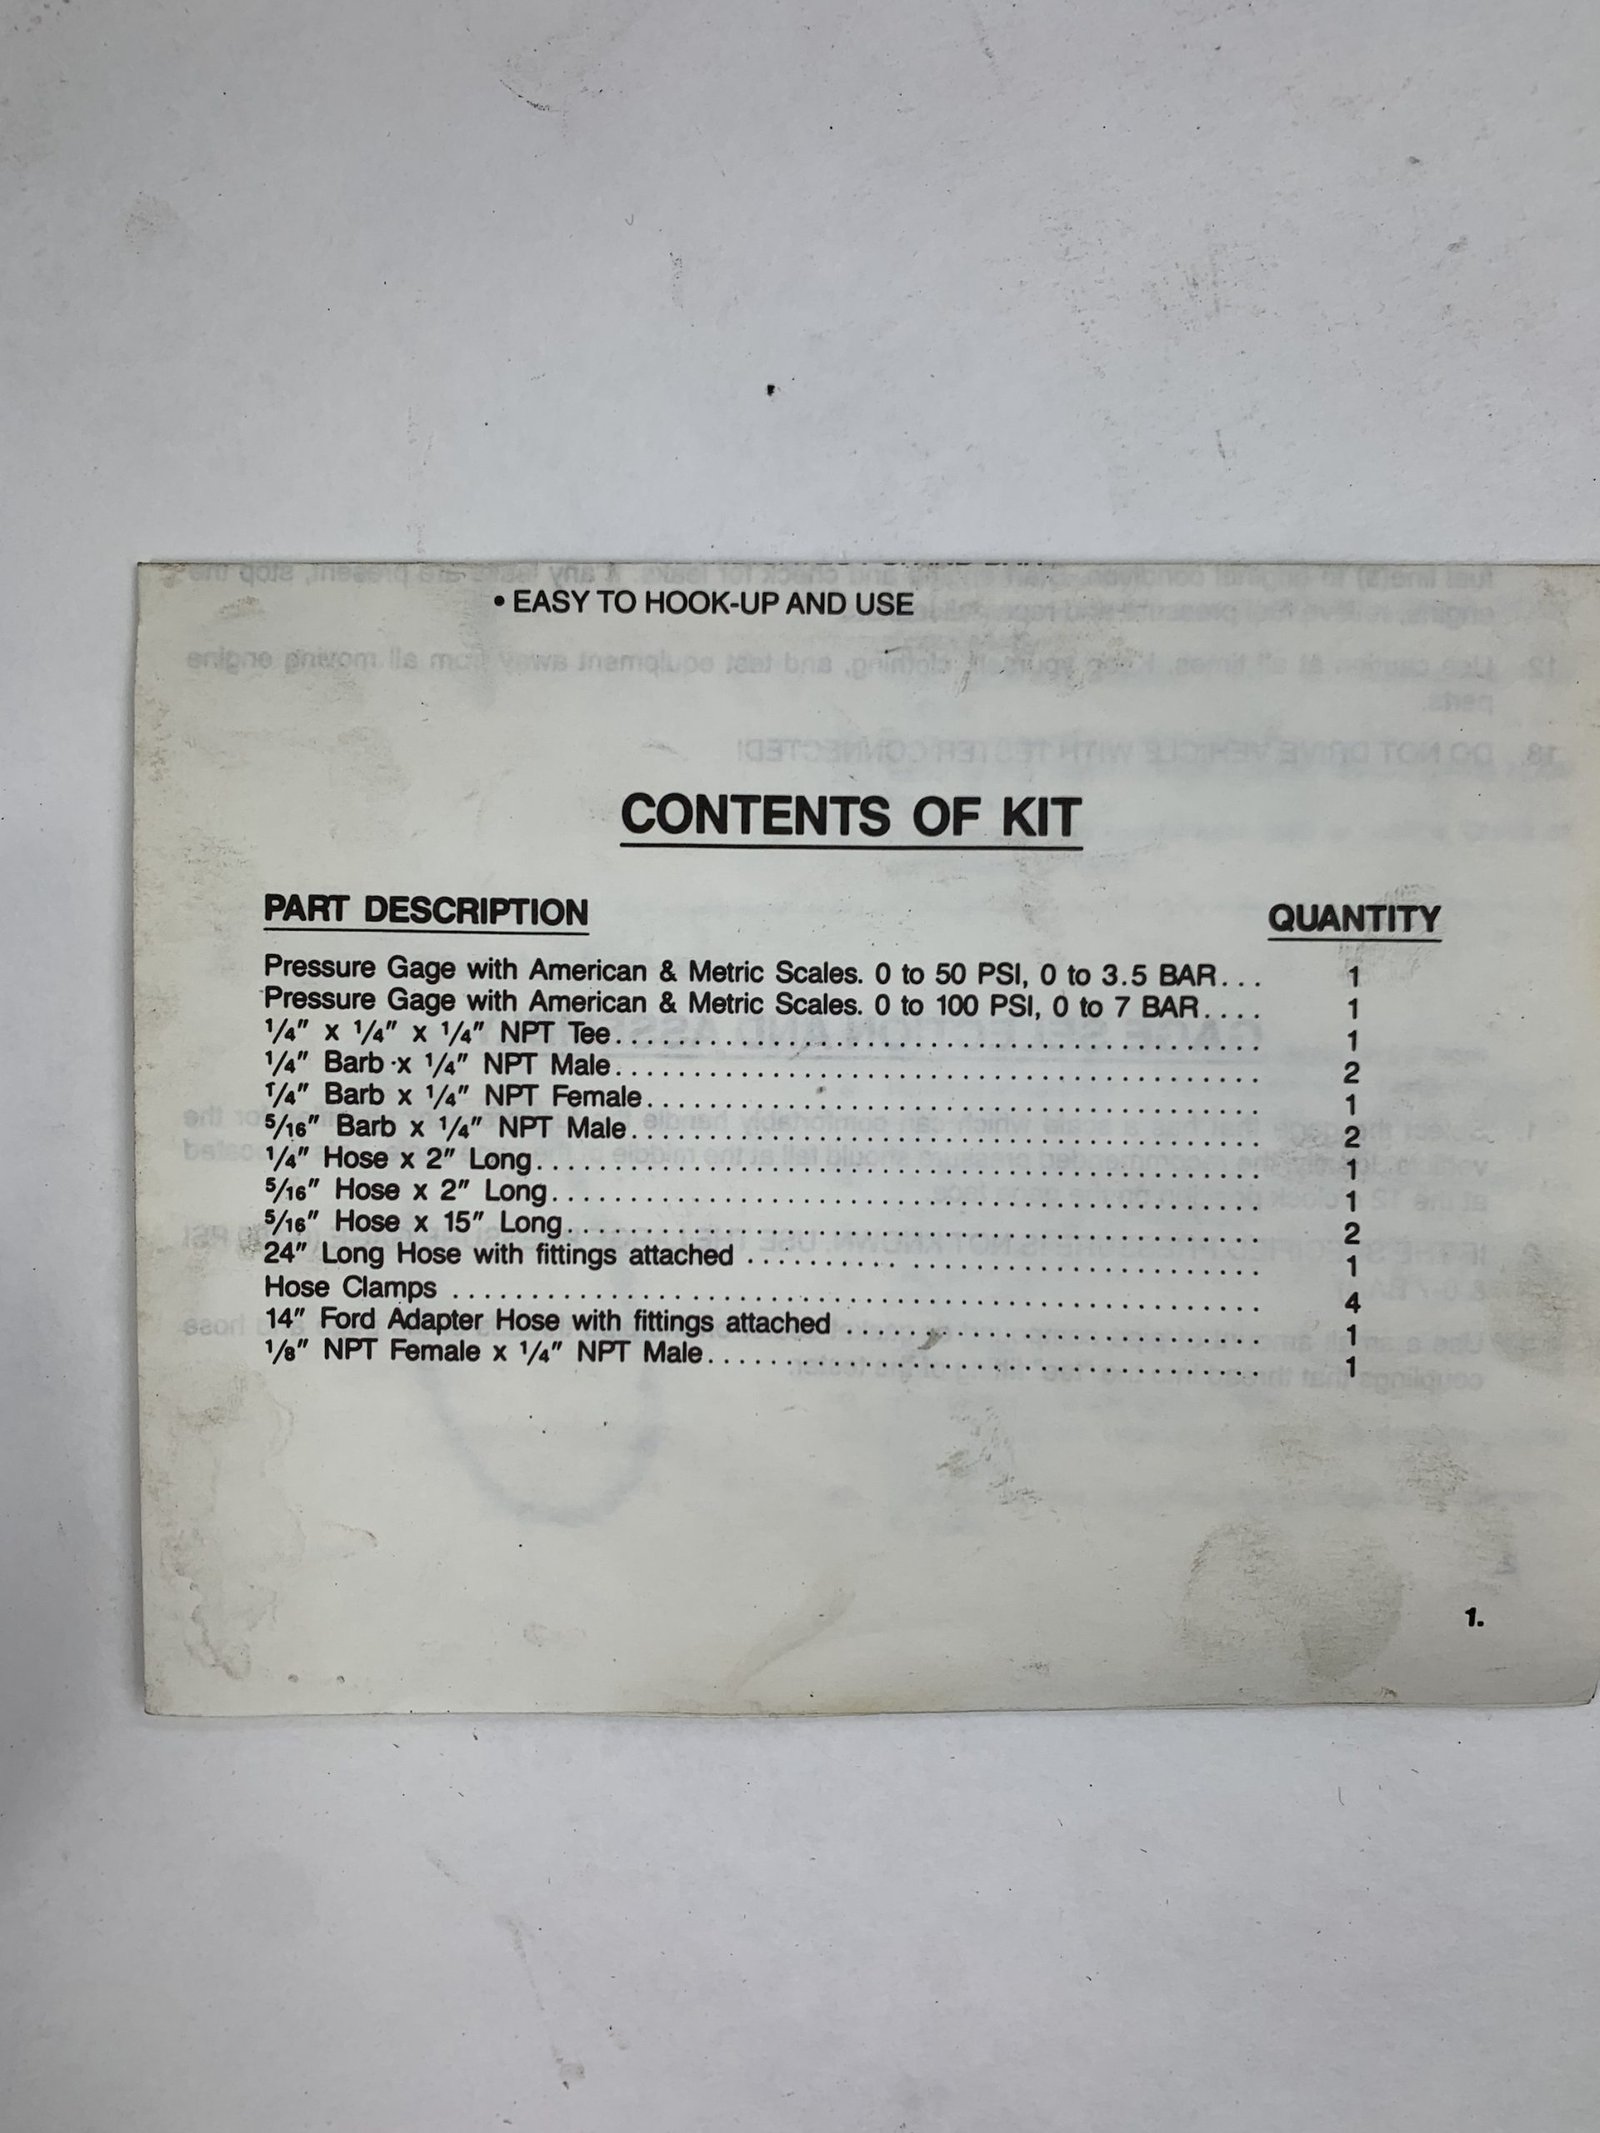 • EASY TO HOOK-UP AND USE
CONTENTS OF KIT
PART DESCRIPTION QUANTITY
Pressure Gage with American & Metric Scales. 0 to 50 PSI, 0 to 3.5 BAR... 1
Pressure Gage with American & Metric Scales. 0 to 100 PSI, 0 to 7 BAR.... 1
1/4" x 1/4" x 1/4" NPT Tee........................................ 1
1/4" Barb x 1/4" NPT Male........................................ 2
1/4" Barb x 1/4" NPT Female...................................... 1
5/16" Barb x 1/4" NPT Male....................................... 2
1/4" Hose x 2" Long............................................. 1
5/16" Hose x 2" Long............................................ 1
5/16" Hose x 15" Long........................................... 2
24" Long Hose with fittings attached ............................... 1
Hose Clamps .................................................. 4
14" Ford Adapter Hose with fittings attached ......................... 1
1/8" NPT Female x 1/4" NPT Male.................................. 1
1.